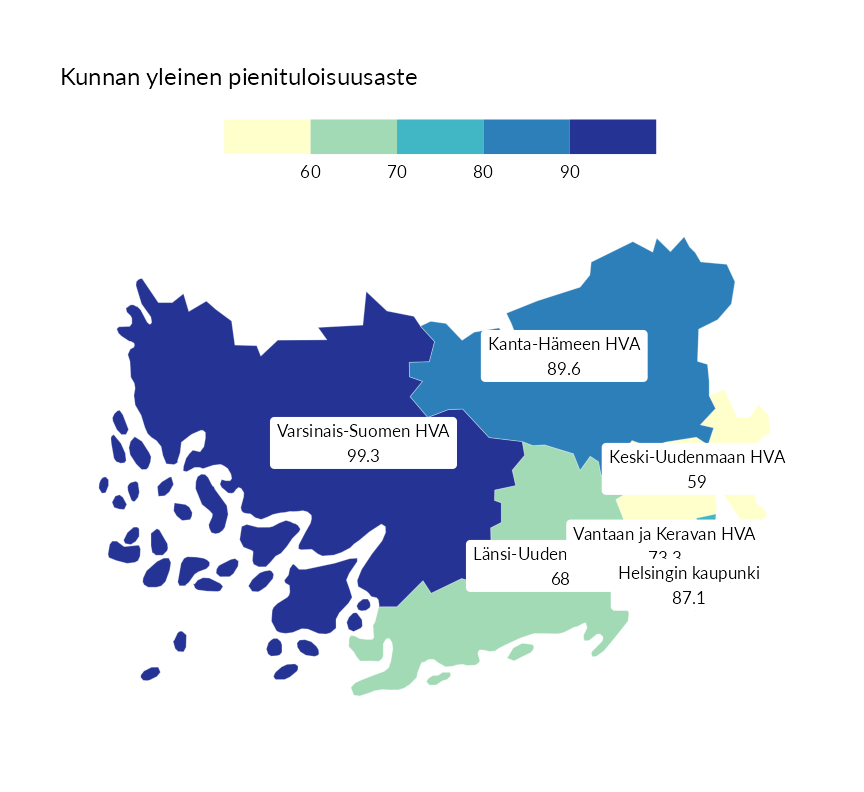 Kunnan yleinen pienituloisuusaste
60 70 80 90
Kanta-Hämeen HVA
89.6
Varsinais-Suomen HVA
99.3
Keski-Uudenmaan HVA
59
Vantaan ja Keravan HVA
73.3
Länsi-Uuden
68
Helsingin kaupunki
87.1